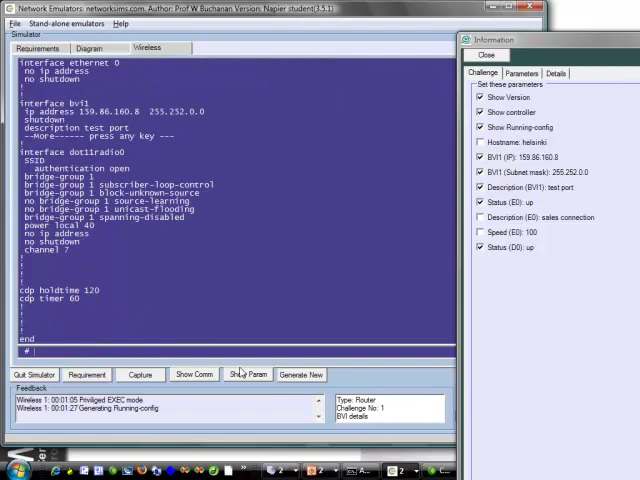 Network Emulators: networksims.com. Author: Prof W Buchanan Version: Napier student(3.5.1)
File Stand-alone emulators Help
Simulator
Requirements Diagram Wireless
interface ethernet 0
no ip address
no shutdown
!
!
interface bvi1
ip address 159.86.160.8 255.252.0.0
shutdown
description test port
--More------ press any key ---
!
interface dot11radio0
SSID
authentication open
bridge-group 1
bridge-group 1 subscriber-loop-control
bridge-group 1 block-unknown-source
no bridge-group 1 source-learning
no bridge-group 1 unicast-flooding
bridge-group 1 spanning-disabled
power local 40
no ip address
no shutdown
channel 7
!
!
!
!
cdp holdtime 120
cdp timer 60
!
!
!
!
end
#
Quit Simulator Requirement Capture Show Comm Show Param Generate New
Feedback
Wireless 1: 00:01:05 Priviliged EXEC mode
Wireless 1: 00:01:27 Generating Running-config
Type: Router
Challenge No: 1
BVI details
Information
Close
Challenge Parameters Details
Set these parameters
Show Version
Show controller
Show Running-config
Hostname: helsinki
BVI1 (IP): 159.86.160.8
BVI1 (Subnet mask): 255.252.0.0
Description (BVI1): test port
Status (E0): up
Description (E0): sales connection
Speed (E0): 100
Status (D0): up
2 2 A... 2 C...